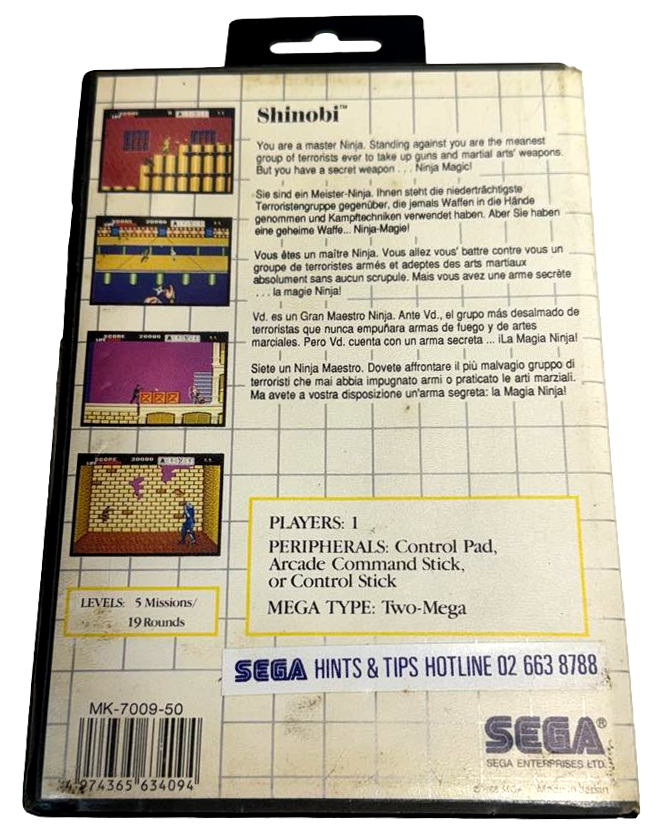 Shinobi™
You are a master Ninja. Standing against you are the meanest
group of terrorists ever to take up guns and martial arts' weapons.
But you have a secret weapon . . . Ninja Magic!
Sie sind ein Meister-Ninja. Ihnen steht die niederträchtigste
Terroristengruppe gegenüber, die jemals Waffen in die Hände
genommen und Kampftechniken verwendet haben. Aber Sie haben
eine geheime Waffe... Ninja-Magie!
Vous êtes un maître Ninja. Vous allez vous' battre contre vous un
groupe de terroristes armés et adeptes des arts martiaux
absolument sans aucun scrupule. Mais vous avez une arme secrète
. . . la magie Ninja!
Vd. es un Gran Maestro Ninja. Ante Vd., el grupo más desalmado de
terroristas que nunca empuñara armas de fuego y de artes
marciales. Pero Vd. cuenta con un arma secreta ... ¡La Magia Ninja!
Siete un Ninja Maestro. Dovete affrontare il più malvagio gruppo di
terroristi che mai abbia impugnato armi o praticato le arti marziali.
Ma avete a vostra disposizione un'arma segreta: la Magia Ninja!
PLAYERS: 1
PERIPHERALS: Control Pad,
Arcade Command Stick,
or Control Stick
MEGA TYPE: Two-Mega
LEVELS: 5 Missions/
19 Rounds
SEGA HINTS & TIPS HOTLINE 02 663 8788
MK-7009-50
4 974365 634094
SEGA®
SEGA ENTERPRISES LTD.
Made in Japan